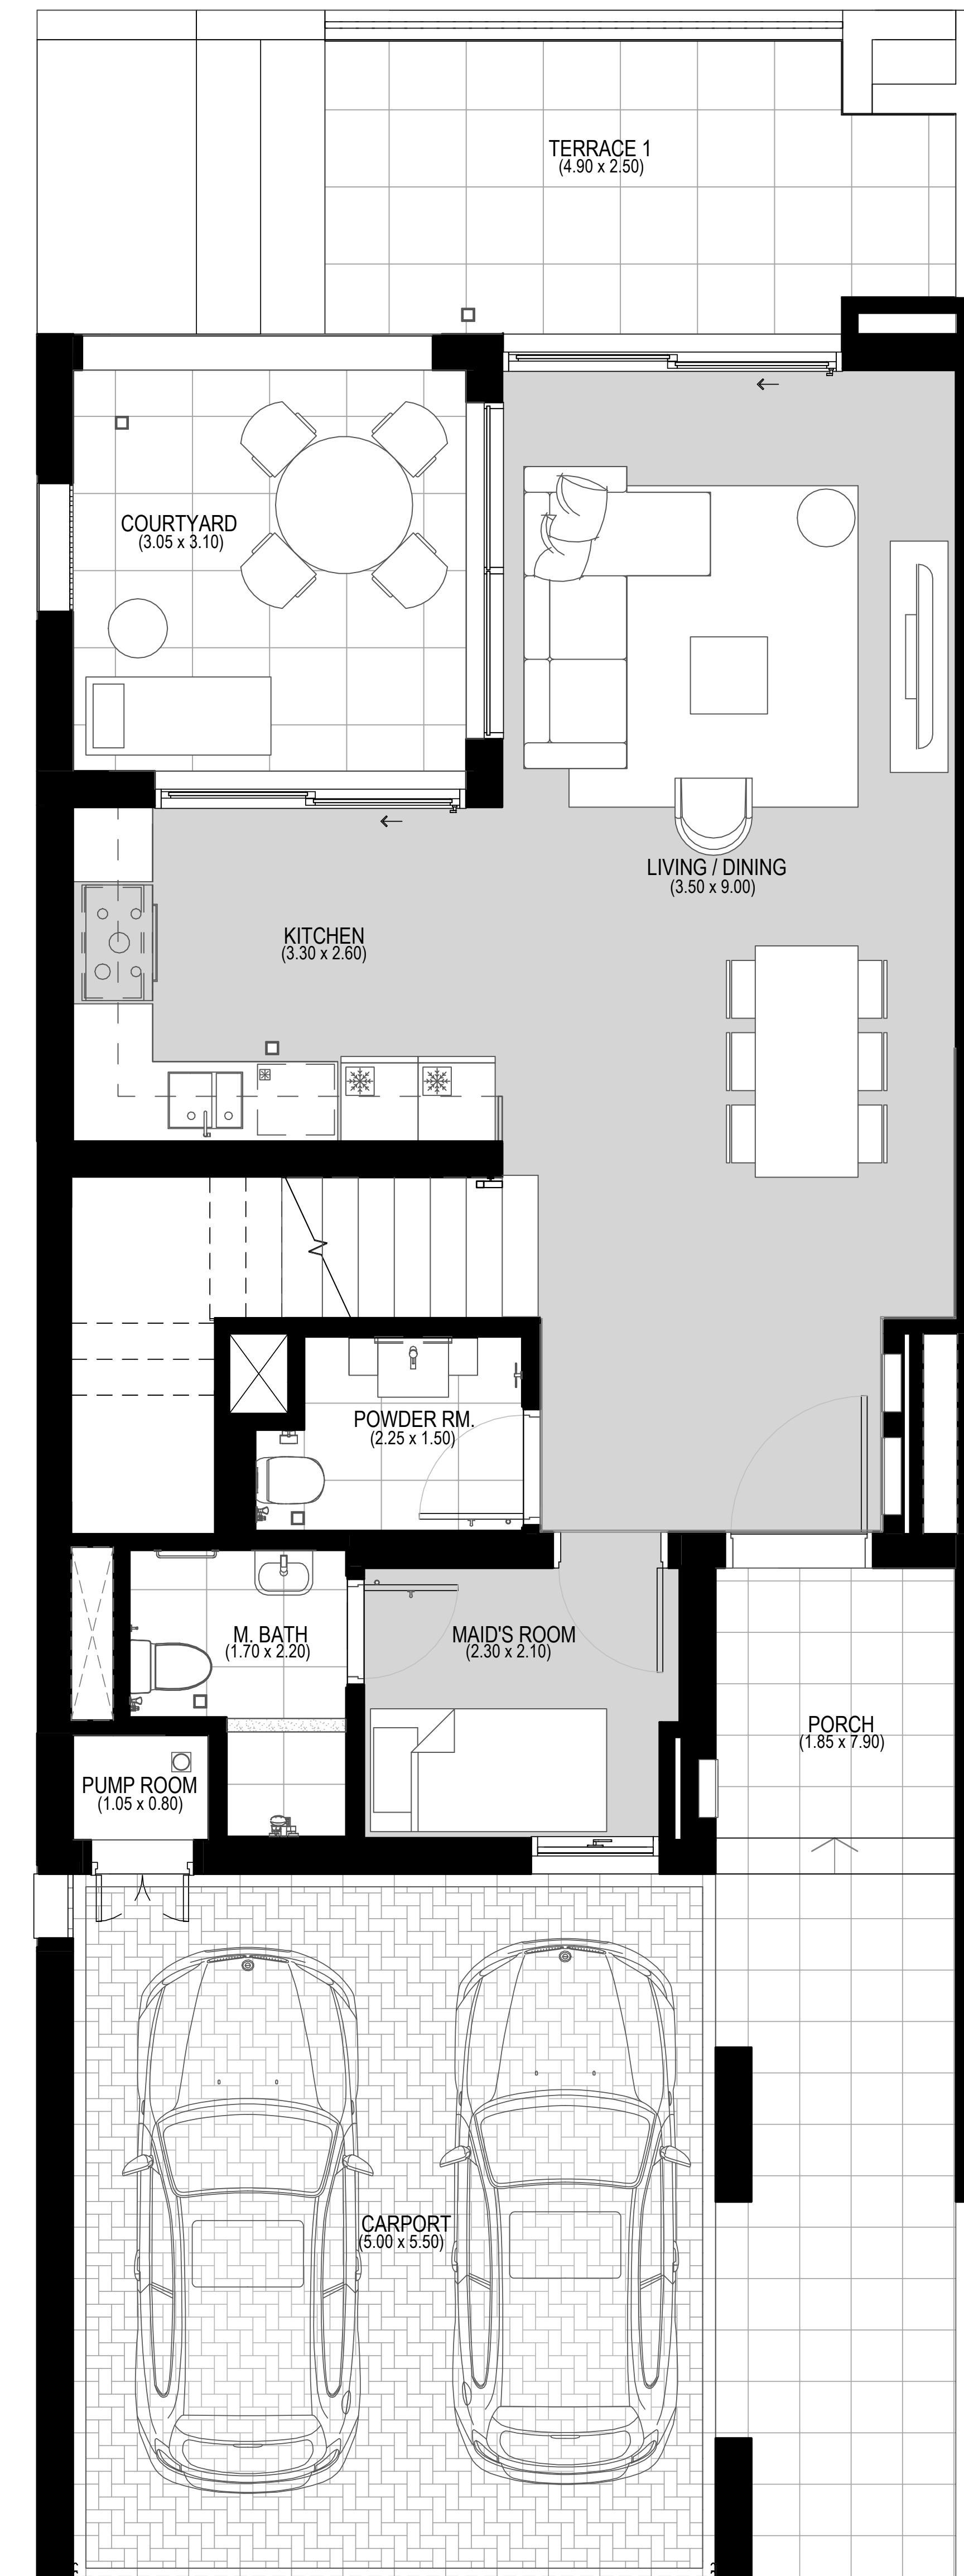 TERRACE 1
(4.90 x 2.50)
COURTYARD
(3.05 x 3.10)
LIVING / DINING
(3.50 x 9.00)
KITCHEN
(3.30 x 2.60)
POWDER RM.
(2.25 x 1.50)
M. BATH
(1.70 x 2.20)
MAID'S ROOM
(2.30 x 2.10)
PORCH
(1.85 x 7.90)
PUMP ROOM
(1.05 x 0.80)
CARPORT
(5.00 x 5.50)